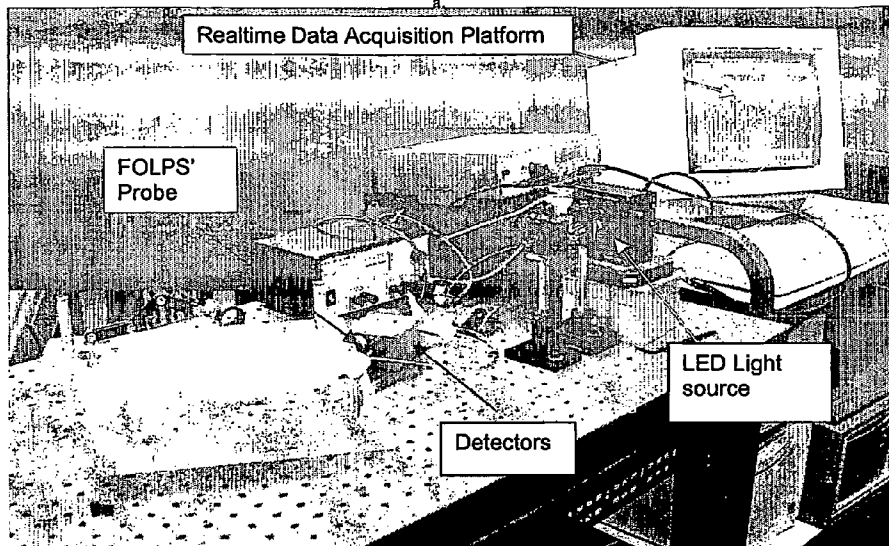 a
Realtime Data Acquisition Platform
FOLPS'
Probe
LED Light
source
Detectors